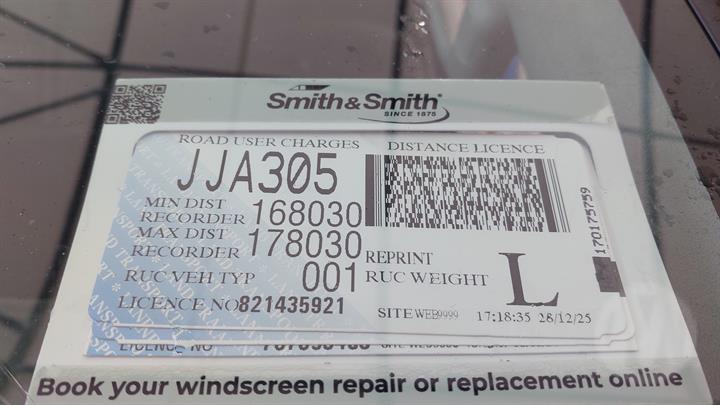 Smith&Smith®
SINCE 1875
ROAD USER CHARGES DISTANCE LICENCE
JJA305
MIN DIST
RECORDER 168030
MAX DIST
RECORDER 178030
REPRINT
RUC VEH TYP 001
RUC WEIGHT L
LICENCE NO 821435921
SITE WEB9999 17:18:35 28/12/25
170175759
LICENCE NO
Book your windscreen repair or replacement online